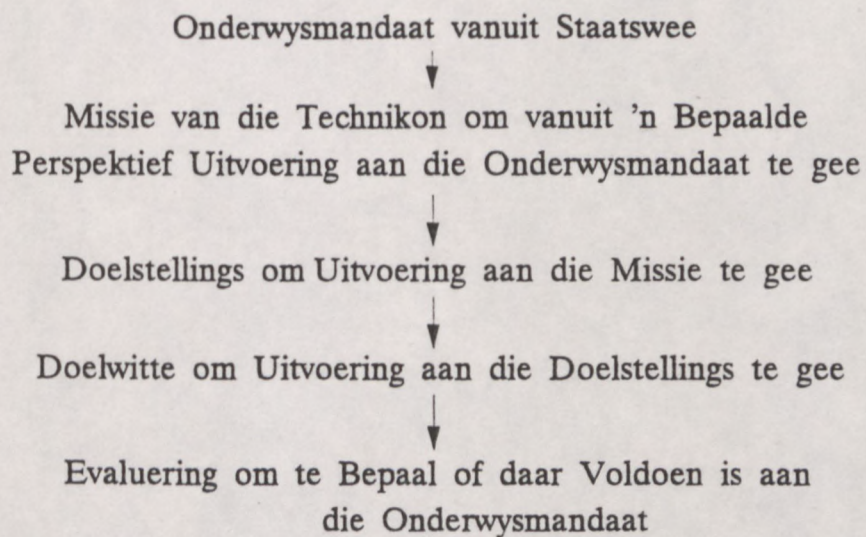 Onderwysmandaat vanuit Staatsweë
Missie van die Technikon om vanuit 'n Bepaalde
Perspektief Uitvoering aan die Onderwysmandaat te gee
Doelstellings om Uitvoering aan die Missie te gee
Doelwitte om Uitvoering aan die Doelstellings te gee
Evaluering om te Bepaal of daar Voldoen is aan
die Onderwysmandaat